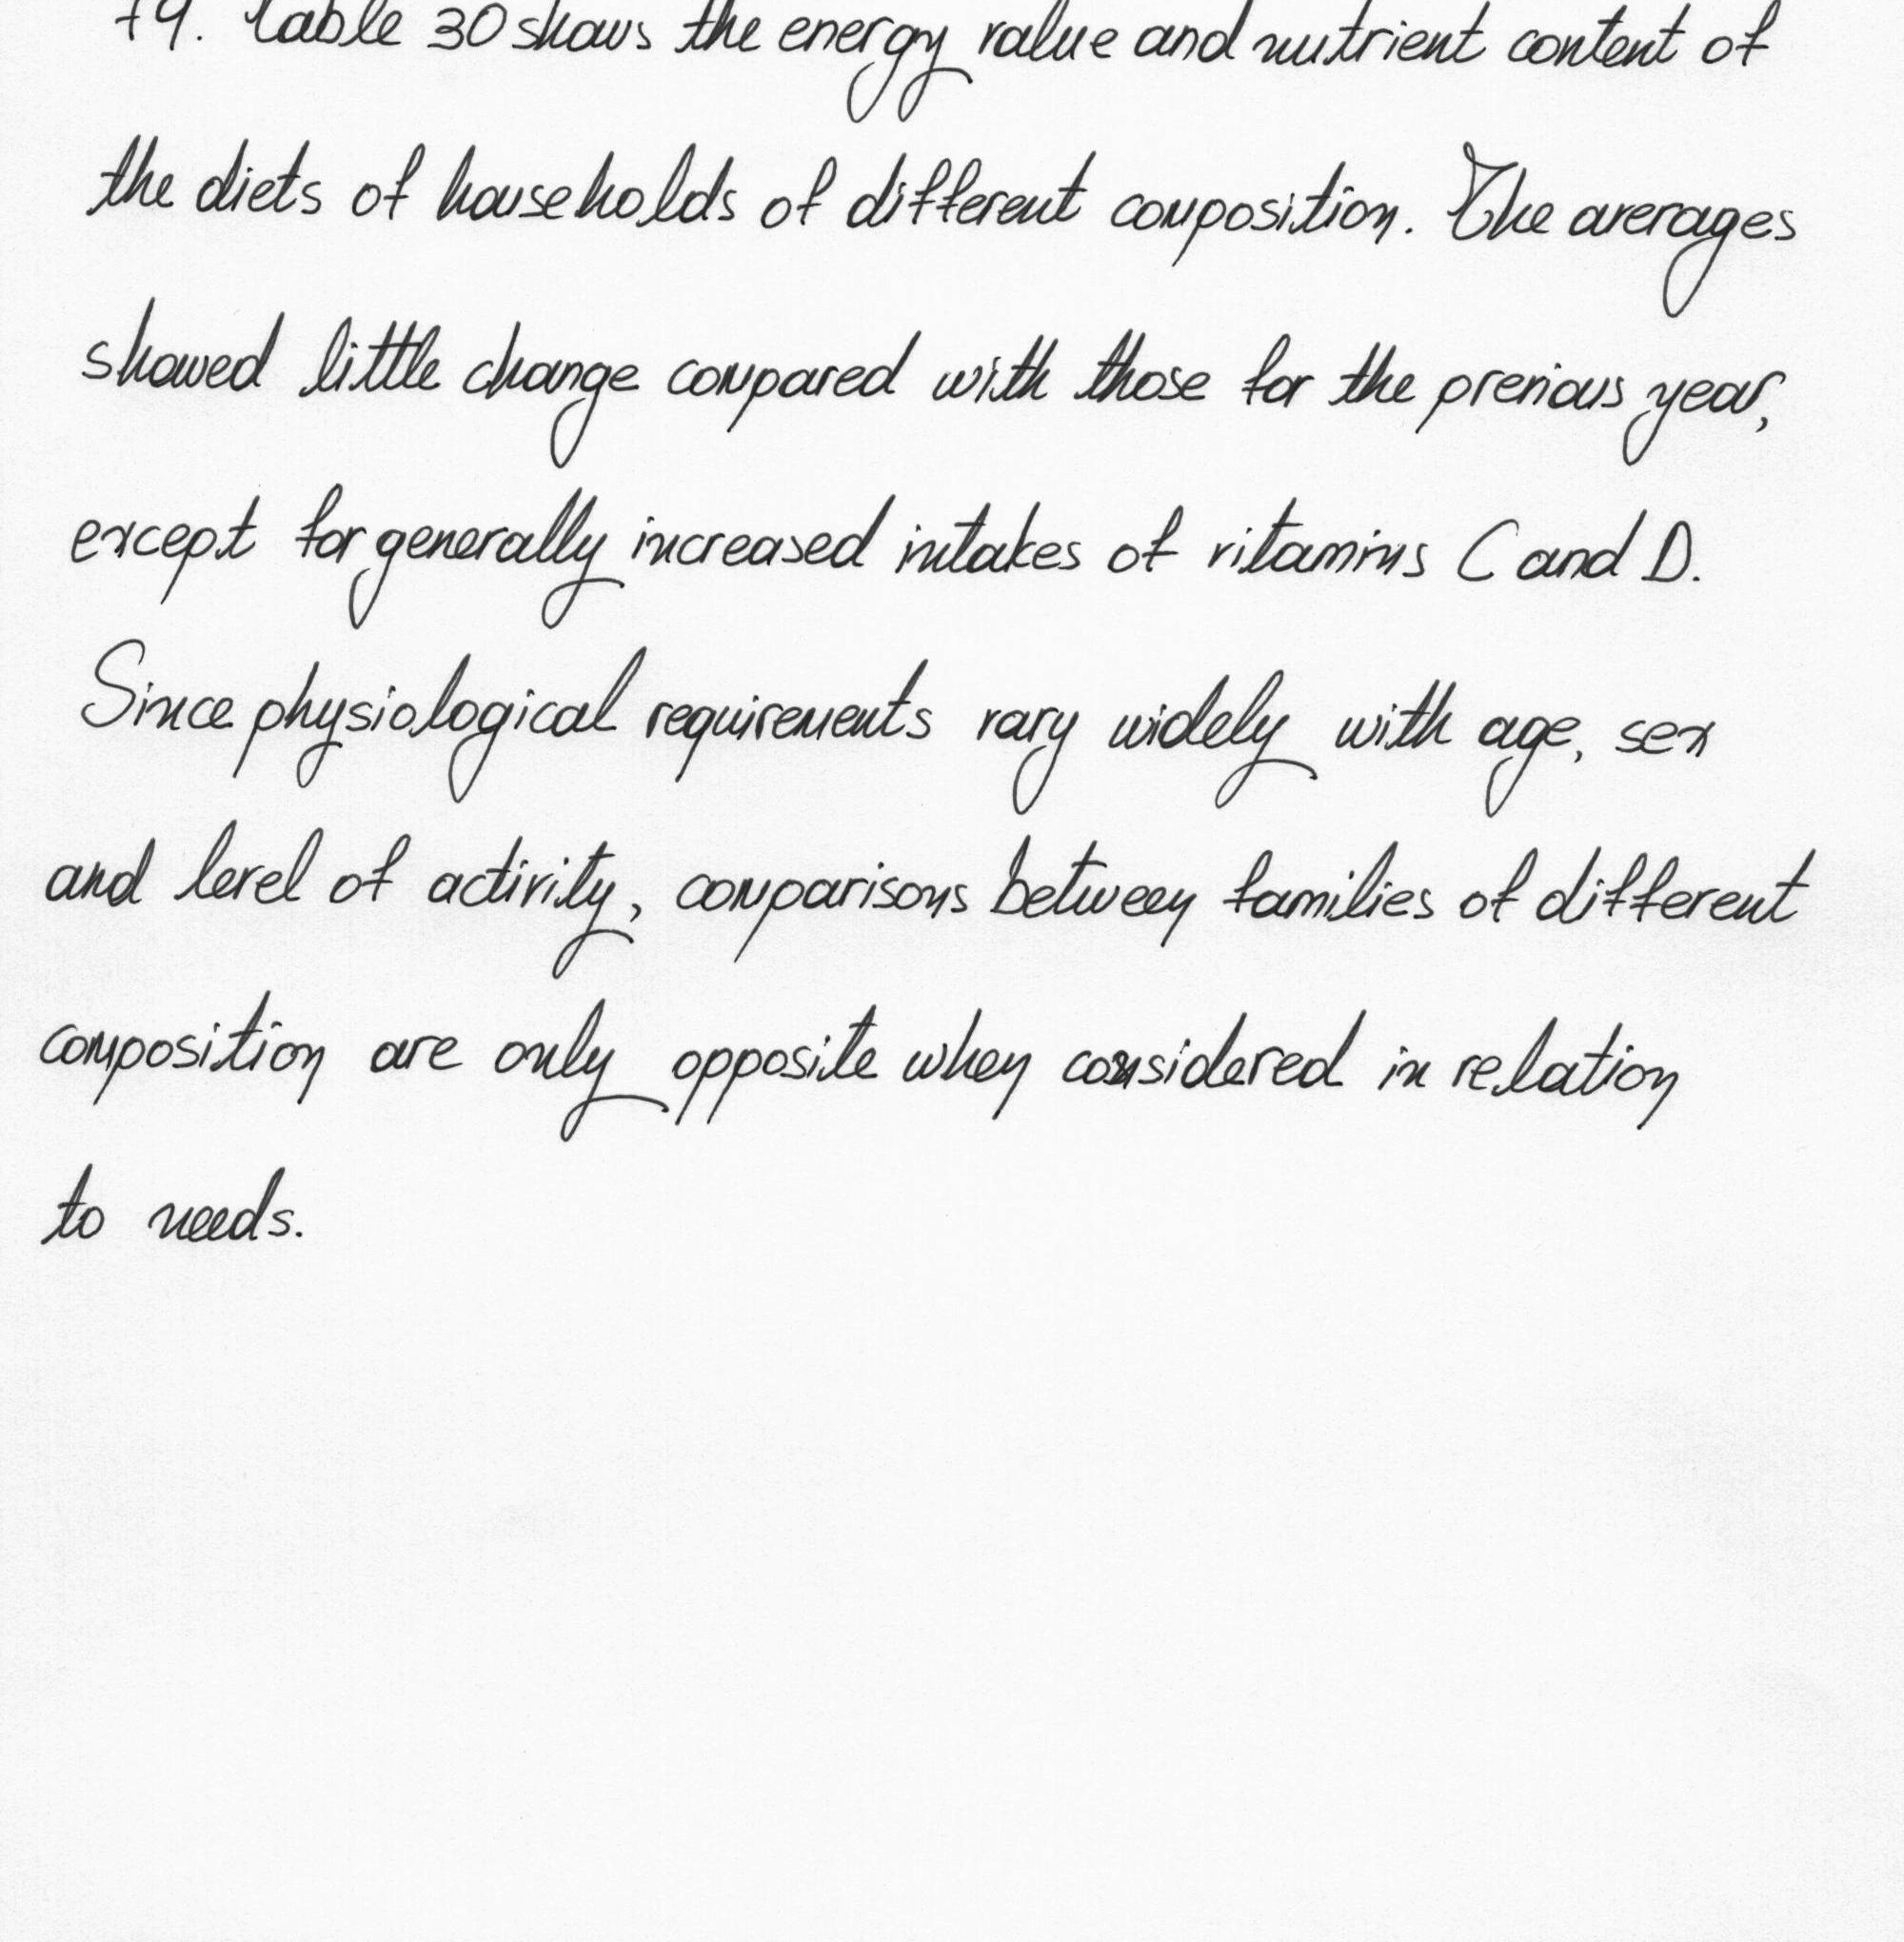 79. Table 30 shows the energy value and nutrient content of
the diets of households of different composition. The averages
showed little change compared with those for the previous year,
except for generally increased intakes of vitamins C and D.
Since physiological requirements vary widely with age, sex
and level of activity, comparisons between families of different
composition are only opposite when considered in relation
to needs.